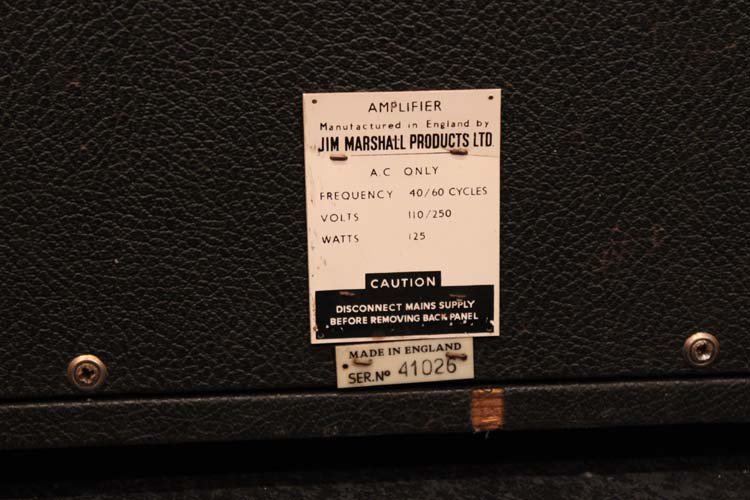 AMPLIFIER
Manufactured in England by
JIM MARSHALL PRODUCTS LTD.
A.C ONLY
FREQUENCY 40/60 CYCLES
VOLTS 110/250
WATTS 125
CAUTION
DISCONNECT MAINS SUPPLY
BEFORE REMOVING BACK PANEL
MADE IN ENGLAND
SER.Nº 41026